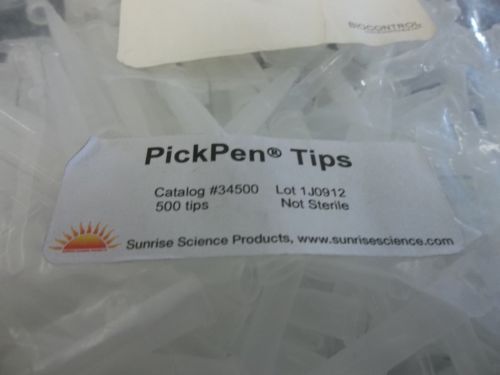 BIOCONTROL
PickPen® Tips
Catalog #34500 Lot 1J0912
500 tips Not Sterile
Sunrise Science Products, www.sunrisescience.com